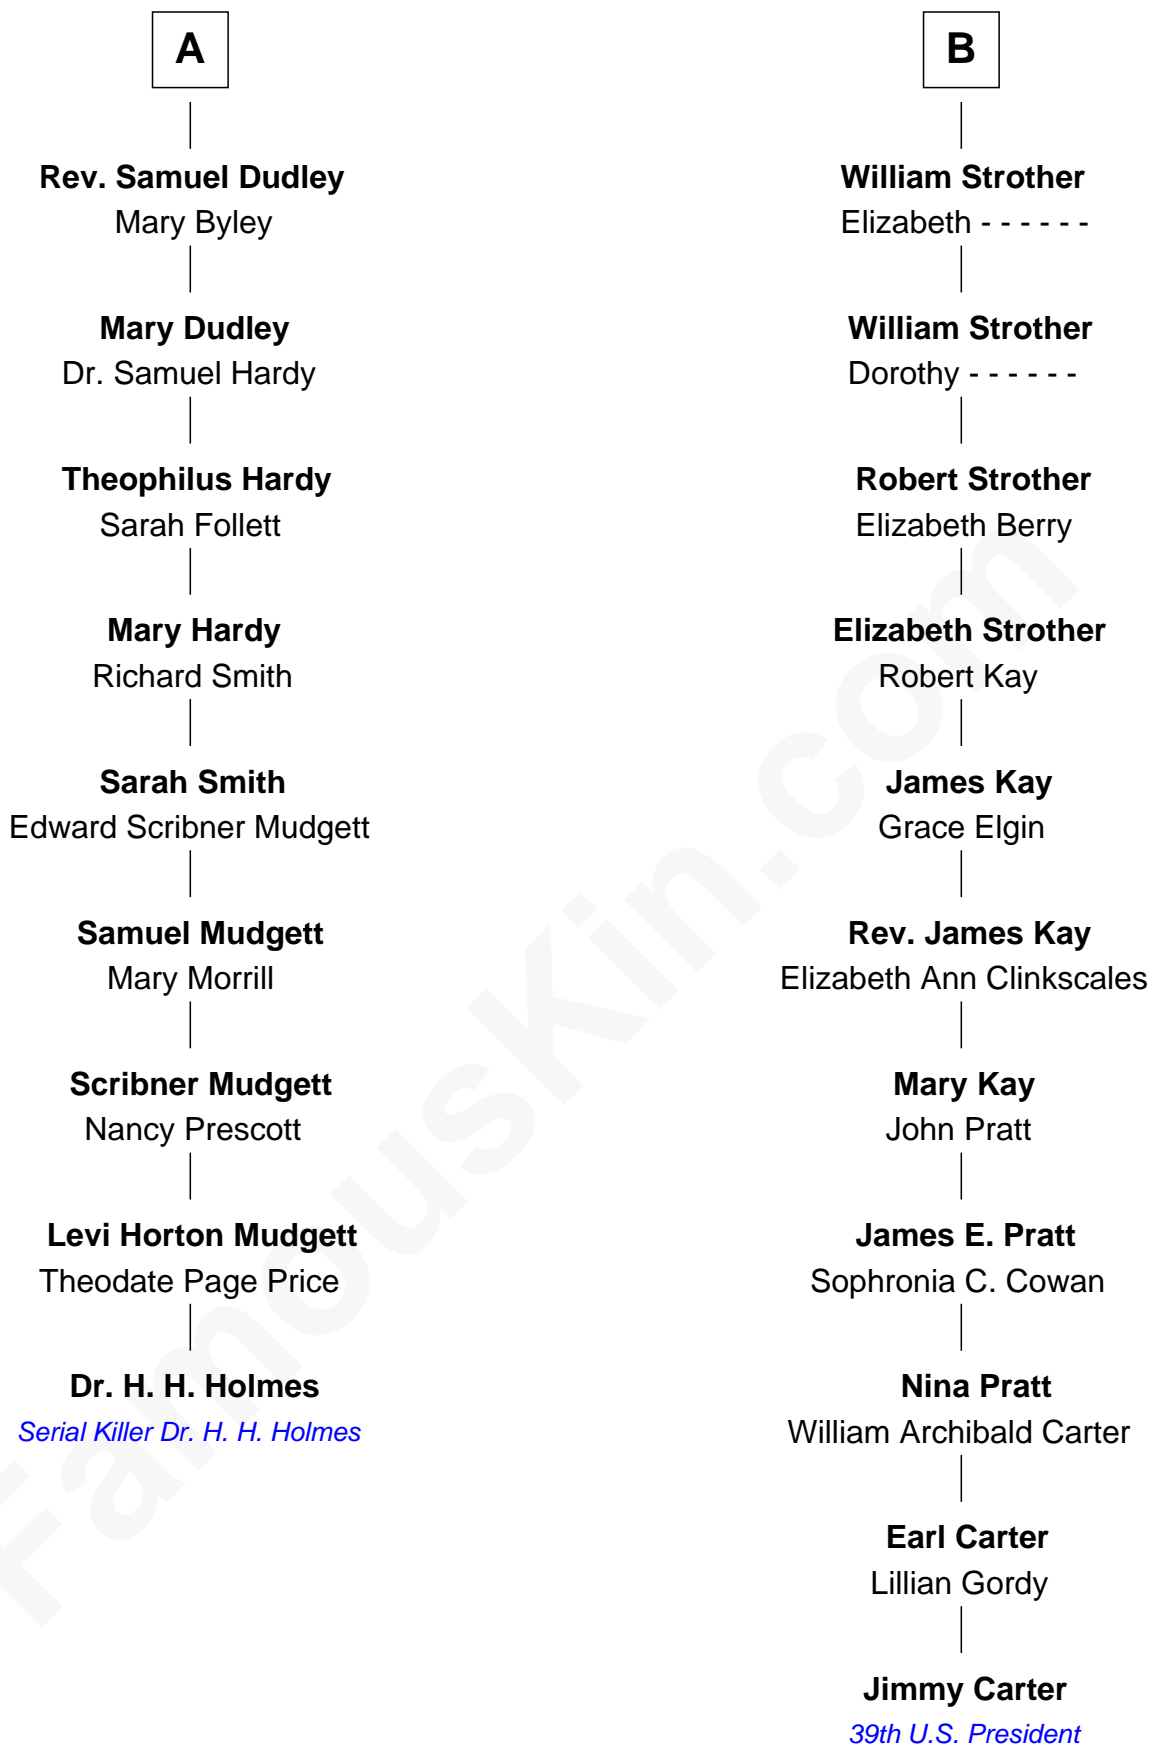 A
Rev. Samuel Dudley
Mary Byley
Mary Dudley
Dr. Samuel Hardy
Theophilus Hardy
Sarah Follett
Mary Hardy
Richard Smith
Sarah Smith
Edward Scribner Mudgett
Samuel Mudgett
Mary Morrill
Scribner Mudgett
Nancy Prescott
Levi Horton Mudgett
Theodate Page Price
Dr. H. H. Holmes
Serial Killer Dr. H. H. Holmes
B
William Strother
Elizabeth - - - - - -
William Strother
Dorothy - - - - - -
Robert Strother
Elizabeth Berry
Elizabeth Strother
Robert Kay
James Kay
Grace Elgin
Rev. James Kay
Elizabeth Ann Clinkscales
Mary Kay
John Pratt
James E. Pratt
Sophronia C. Cowan
Nina Pratt
William Archibald Carter
Earl Carter
Lillian Gordy
Jimmy Carter
39th U.S. President
FamousKin.com